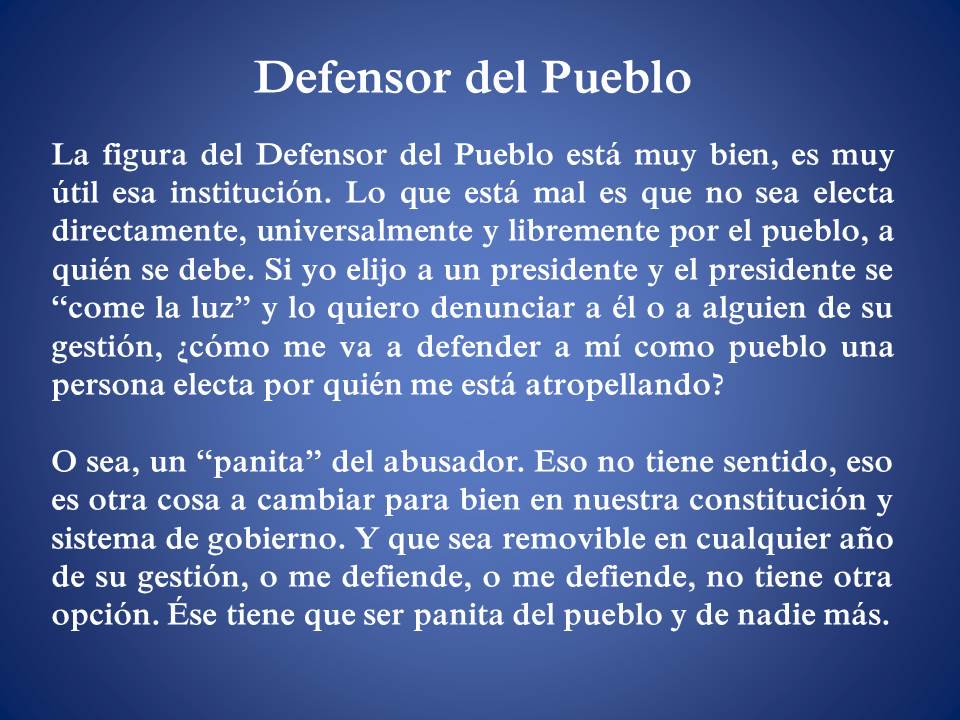 Defensor del Pueblo
La figura del Defensor del Pueblo está muy bien, es muy
útil esa institución. Lo que está mal es que no sea electa
directamente, universalmente y libremente por el pueblo, a
quién se debe. Si yo elijo a un presidente y el presidente se
“come la luz” y lo quiero denunciar a él o a alguien de su
gestión, ¿cómo me va a defender a mí como pueblo una
persona electa por quién me está atropellando?
O sea, un “panita” del abusador. Eso no tiene sentido, eso
es otra cosa a cambiar para bien en nuestra constitución y
sistema de gobierno. Y que sea removible en cualquier año
de su gestión, o me defiende, o me defiende, no tiene otra
opción. Ése tiene que ser panita del pueblo y de nadie más.